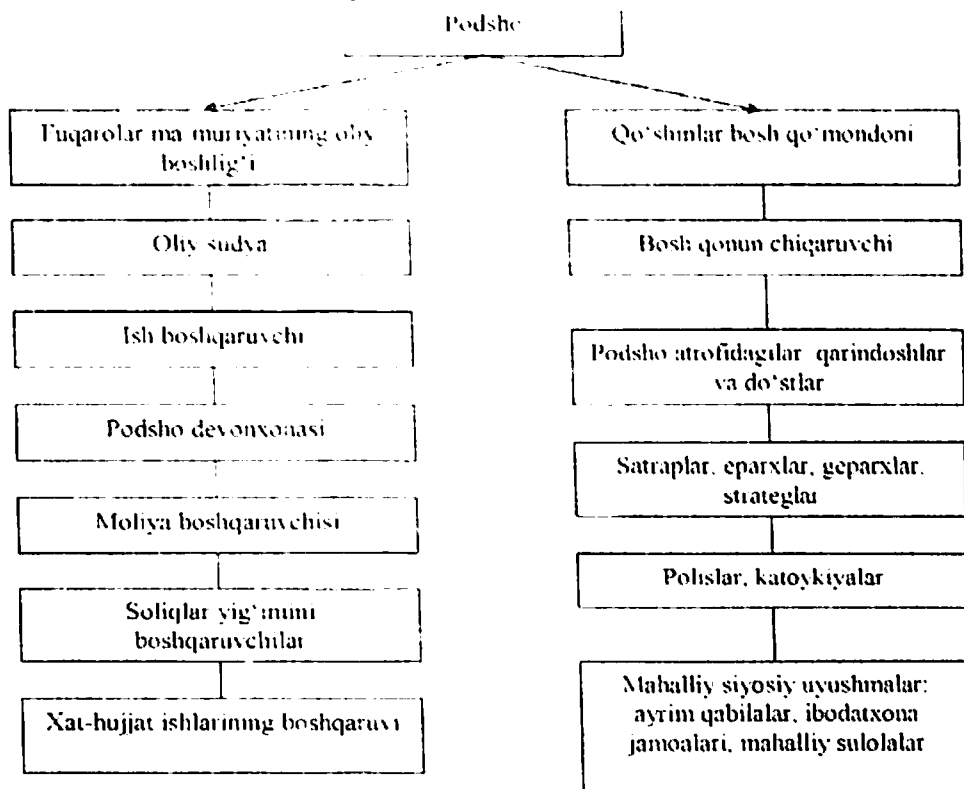 Podsho
Fuqarolar ma'muriyatining oliy
boshlig‘i
Oliy sudya
Ish boshqaruvchi
Podsho devonxonasi
Moliya boshqaruvchisi
Soliqlar yig‘imini
boshqaruvchilar
Xat-hujjat ishlarining boshqaruvi
Qo‘shinlar bosh qo‘mondoni
Bosh qonun chiqaruvchi
Podsho atrofidagilar qarindoshlar
va do‘stlar
Satraplar, eparxlar, geparxlar,
strateglar
Polislar, katoykiyalar
Mahalliy siyosiy uyushmalar:
ayrim qabilalar, ibodatxona
jamoalari, mahalliy sulolalar